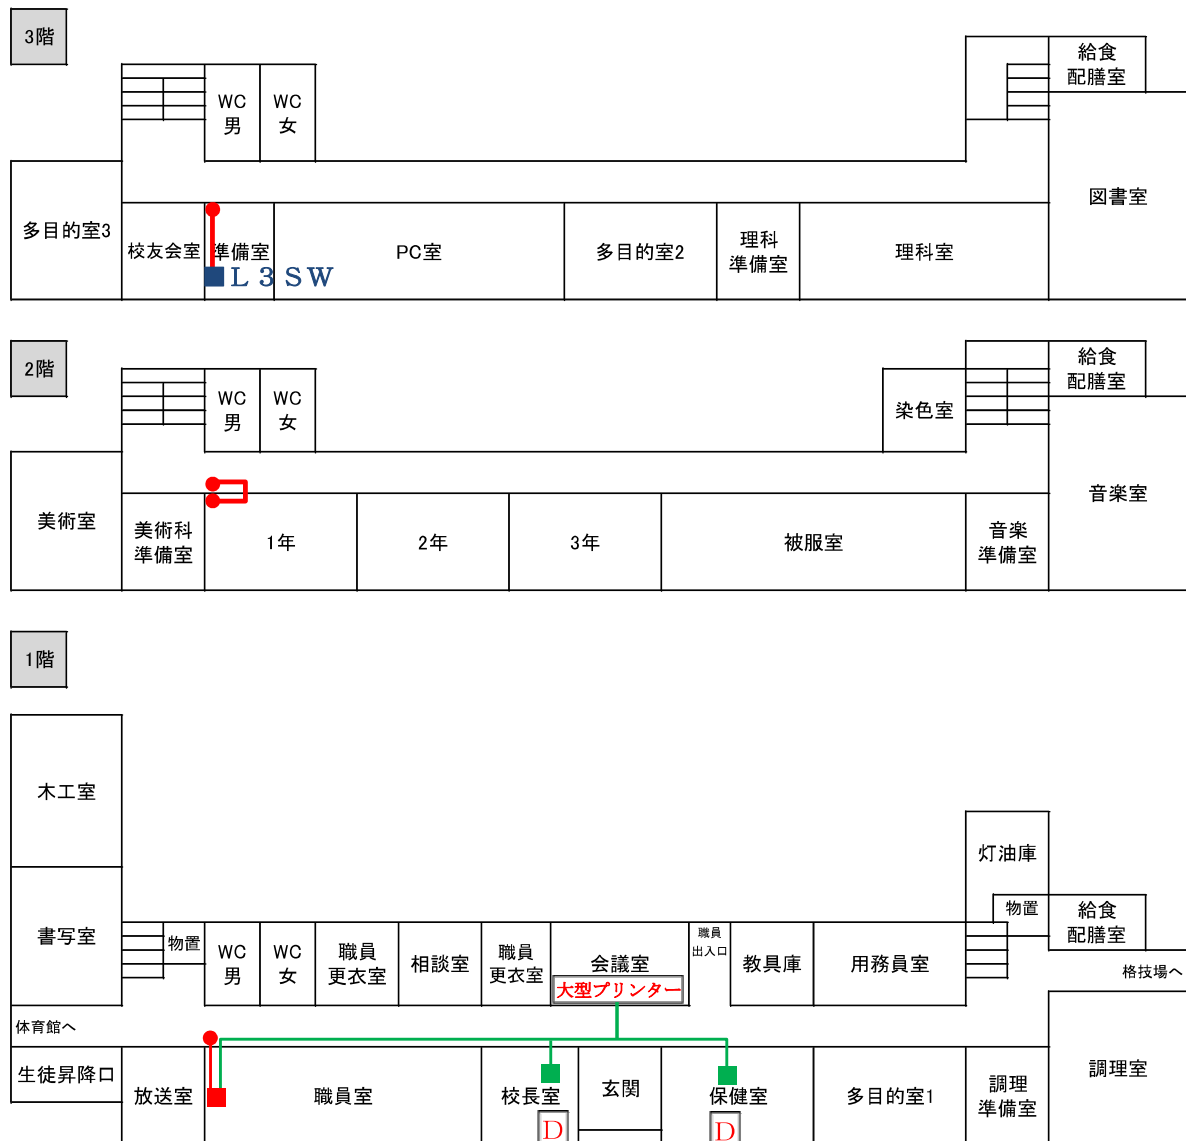 3階
給食
配膳室
WC
男
WC
女
図書室
多目的室3
校友会室
準備室
PC室
多目的室2
理科
準備室
理科室
L3SW
2階
給食
配膳室
WC
男
WC
女
染色室
音楽室
美術室
美術科
準備室
1年
2年
3年
被服室
音楽
準備室
1階
木工室
灯油庫
書写室
物置
WC
男
WC
女
職員
更衣室
相談室
職員
更衣室
会議室
大型プリンター
職員
出入口
教具庫
用務員室
物置
給食
配膳室
格技場へ
体育館へ
生徒昇降口
放送室
職員室
校長室
玄関
保健室
多目的室1
調理
準備室
調理室
D
D